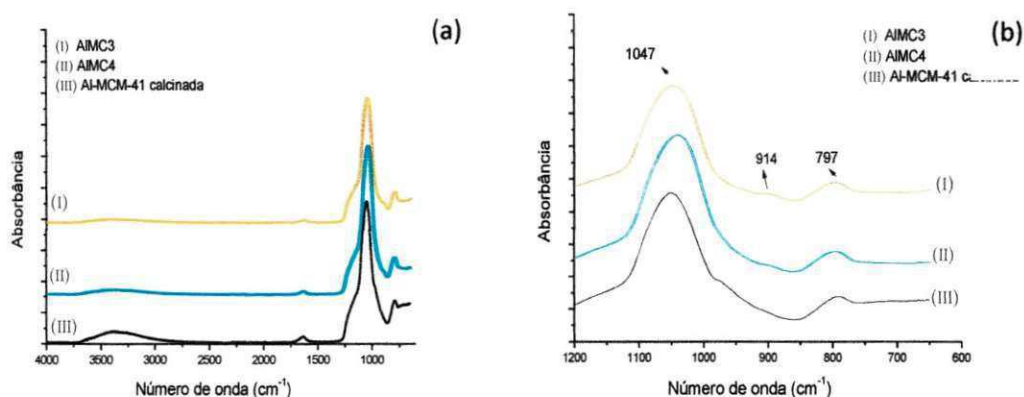 (a)
(I) AlMC3
(II) AlMC4
(III) Al-MCM-41 calcinada
Absorbância
(I)
(II)
(III)
4000 3500 3000 2500 2000 1500 1000
Número de onda (cm-1)
(b)
(I) AlMC3
(II) AlMC4
(III) Al-MCM-41
1047
914
797
Absorbância
(I)
(II)
(III)
1200 1100 1000 900 800 700 600
Número de onda (cm-1)